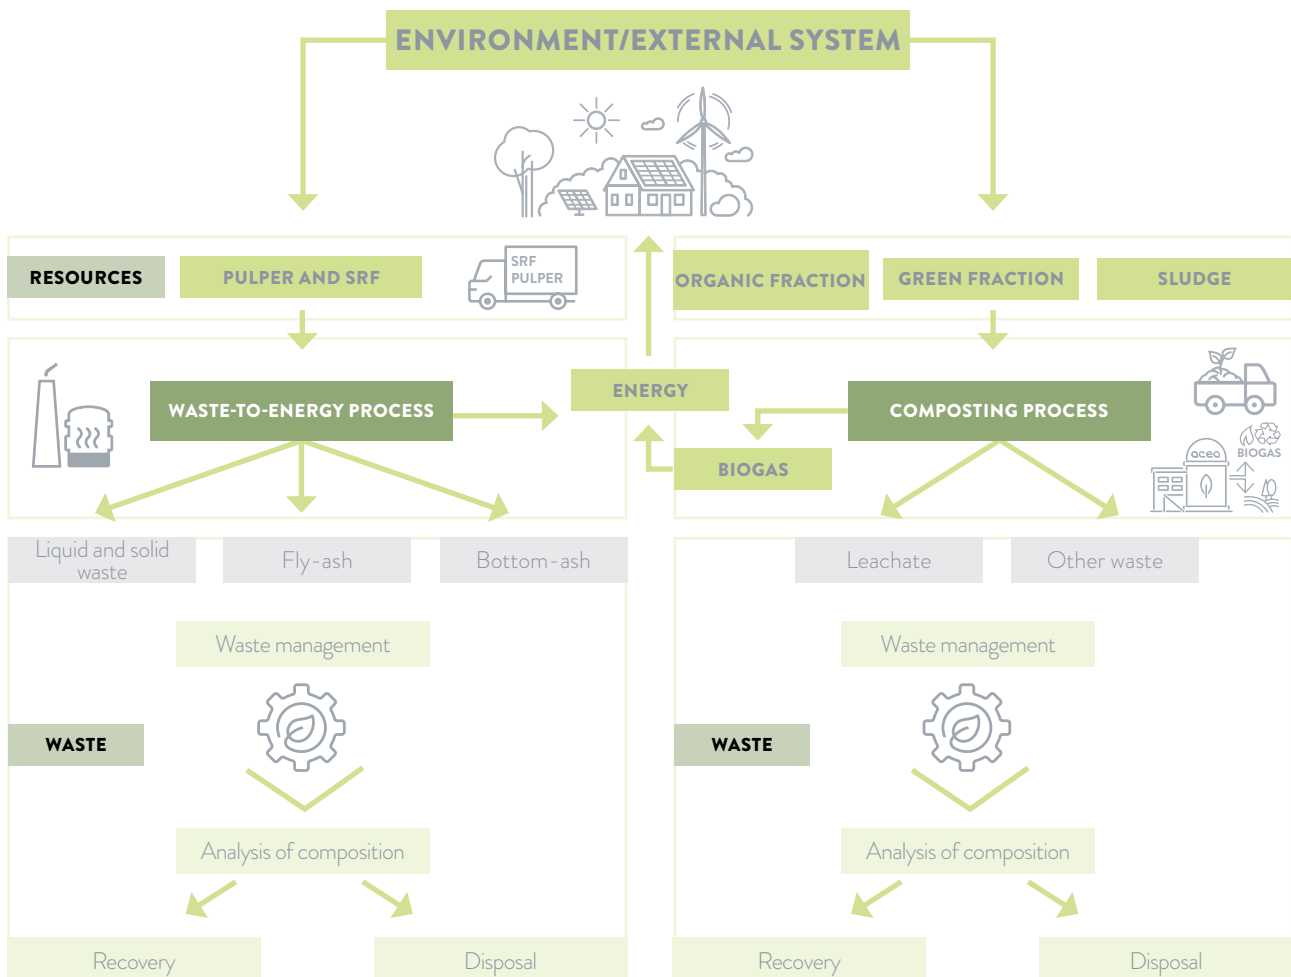 ENVIRONMENT/EXTERNAL SYSTEM
RESOURCES
PULPER AND SRF
SRF
PULPER
ORGANIC FRACTION
GREEN FRACTION
SLUDGE
WASTE-TO-ENERGY PROCESS
ENERGY
COMPOSTING PROCESS
BIOGAS
acea
BIOGAS
Liquid and solid
waste
Fly-ash
Bottom-ash
Leachate
Other waste
Waste management
Waste management
WASTE
WASTE
Analysis of composition
Analysis of composition
Recovery
Disposal
Recovery
Disposal